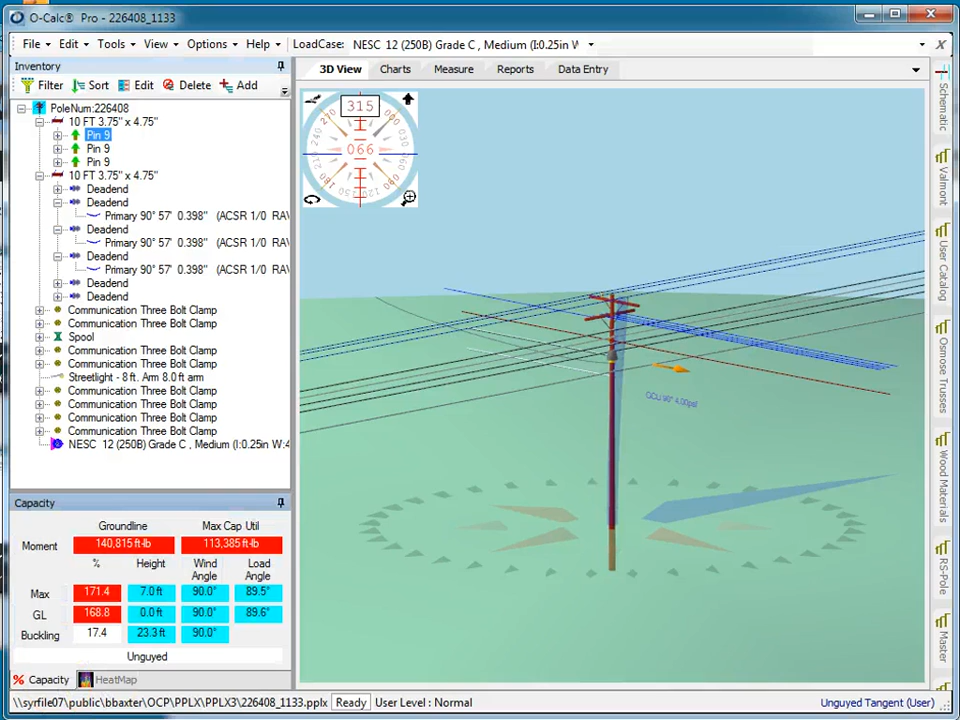 O-Calc® Pro - 226408_1133
File Edit Tools View Options Help LoadCase: NESC 12 (250B) Grade C , Medium (I:0.25in W
Inventory
Filter Sort Edit Delete Add
PoleNum:226408
10 FT 3.75" x 4.75"
Pin 9
Pin 9
Pin 9
10 FT 3.75" x 4.75"
Deadend
Deadend
Primary 90° 57' 0.398" (ACSR 1/0 RAV
Deadend
Primary 90° 57' 0.398" (ACSR 1/0 RAV
Deadend
Primary 90° 57' 0.398" (ACSR 1/0 RAV
Deadend
Deadend
Communication Three Bolt Clamp
Communication Three Bolt Clamp
Spool
Communication Three Bolt Clamp
Communication Three Bolt Clamp
Streetlight - 8 ft. Arm 8.0 ft arm
Communication Three Bolt Clamp
Communication Three Bolt Clamp
Communication Three Bolt Clamp
Communication Three Bolt Clamp
NESC 12 (250B) Grade C , Medium (I:0.25in W:4
Capacity
Groundline Max Cap Util
Moment 140,815 ft-lb 113,385 ft-lb
% Height Wind Angle Load Angle
Max 171.4 7.0 ft 90.0° 89.5°
GL 168.8 0.0 ft 90.0° 89.6°
Buckling 17.4 23.3 ft 90.0°
Unguyed
% Capacity HeatMap
3D View Charts Measure Reports Data Entry
315
066
OCU 90° 4.00psf
Schematic
Valmont
User Catalog
Osmose Trusses
Wood Materials
RS-Pole
Master
\\syrfile07\public\bbaxter\OCP\PPLX\PPLX3\226408_1133.pplx Ready User Level : Normal Unguyed Tangent (User)